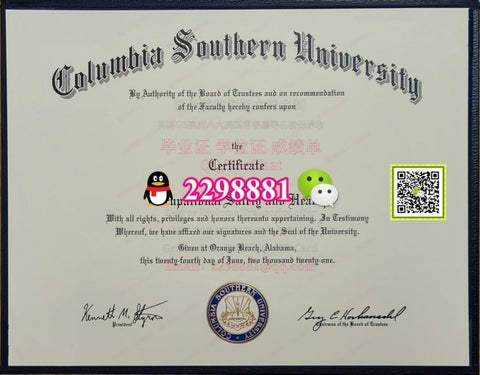 Columbia Southern University
By Authority of the Board of Trustees and on recommendation
of the Faculty hereby confers upon
毕业证 学位证 成绩单
the
Certificate
2298881
Occupational Safety and Health
With all rights, privileges and honors thereunto appertaining. In Testimony
Whereof, we have affixed our signatures and the Seal of the University.
Given at Orange Beach, Alabama,
this twenty-fourth day of June, two thousand twenty-one.
President
Chairman of the Board of Trustees
COLUMBIA SOUTHERN UNIVERSITY